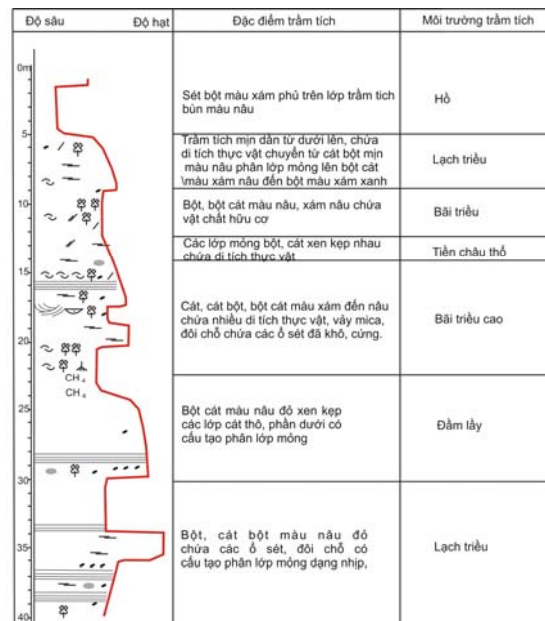 Độ sâu
Độ hạt
Đặc điểm trầm tích
Môi trường trầm tích
0m
Sét bột màu xám phủ trên lớp trầm tich
bùn màu nâu
Hồ
5
Trầm tích mịn dần từ dưới lên, chứa
di tích thực vật chuyển từ cát bột mịn
màu nâu phân lớp mỏng lên bột cát
\màu xám nâu đến bột màu xám xanh
Lạch triều
10
Bột, bột cát màu nâu, xám nâu chứa
vật chất hữu cơ
Bãi triều
Các lớp mỏng bột, cát xen kẹp nhau
chứa di tích thực vật
Tiền châu thổ
15
Cát, cát bột, bột cát màu xám đến nâu
chứa nhiều di tích thực vật, vảy mica,
đôi chỗ chứa các ổ sét đã khô, cứng.
Bãi triều cao
20
CH4
CH4
25
Bột cát màu nâu đỏ xen kẹp
các lớp cát thô, phần dưới có
cấu tạo phân lớp mỏng
Đầm lầy
30
35
Bột, cát bột màu nâu đỏ
chứa các ổ sét, đôi chỗ có
cấu tạo phân lớp mỏng dạng nhịp,
Lạch triều
40